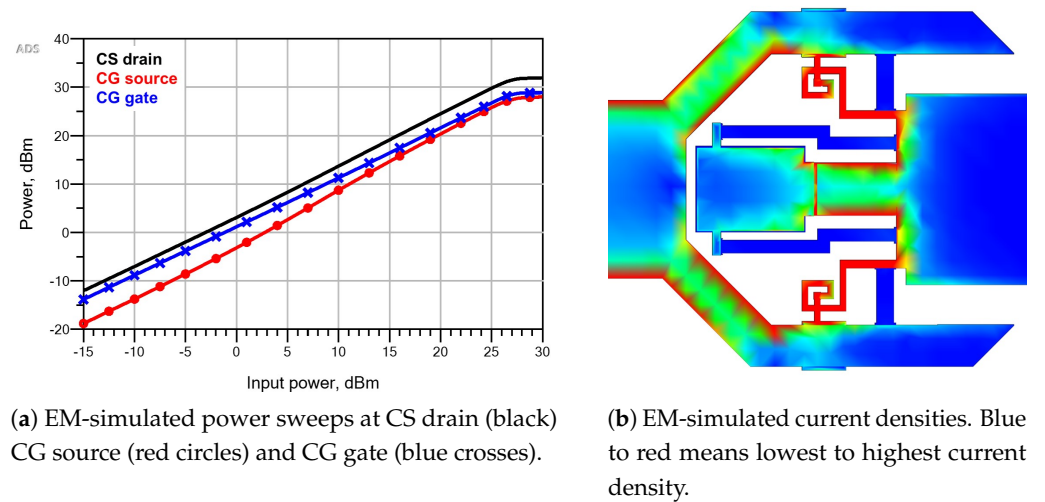 ADS
40
30
20
10
0
-10
-20
CS drain
CG source
CG gate
Power, dBm
-15 -10 -5 0 5 10 15 20 25 30
Input power, dBm
(a) EM-simulated power sweeps at CS drain (black)
CG source (red circles) and CG gate (blue crosses).
(b) EM-simulated current densities. Blue
to red means lowest to highest current
density.